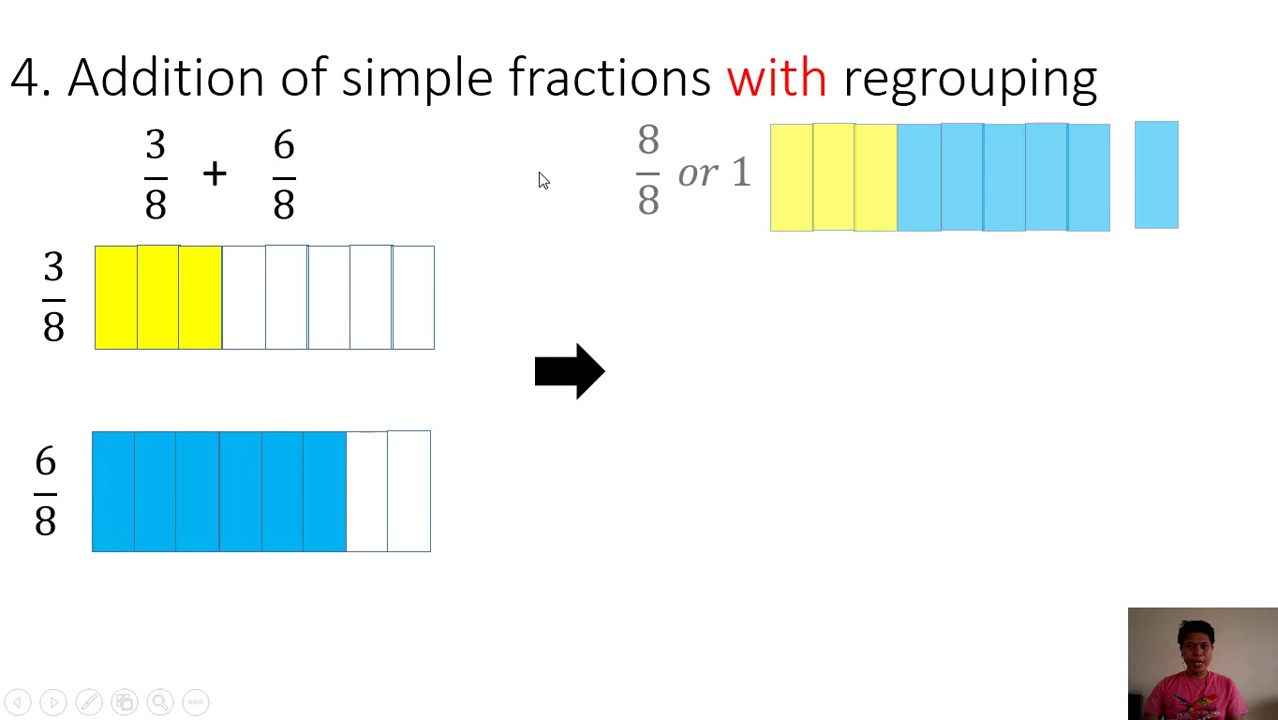 4. Addition of simple fractions with regrouping
3/8 + 6/8
8/8 or 1
3/8
6/8